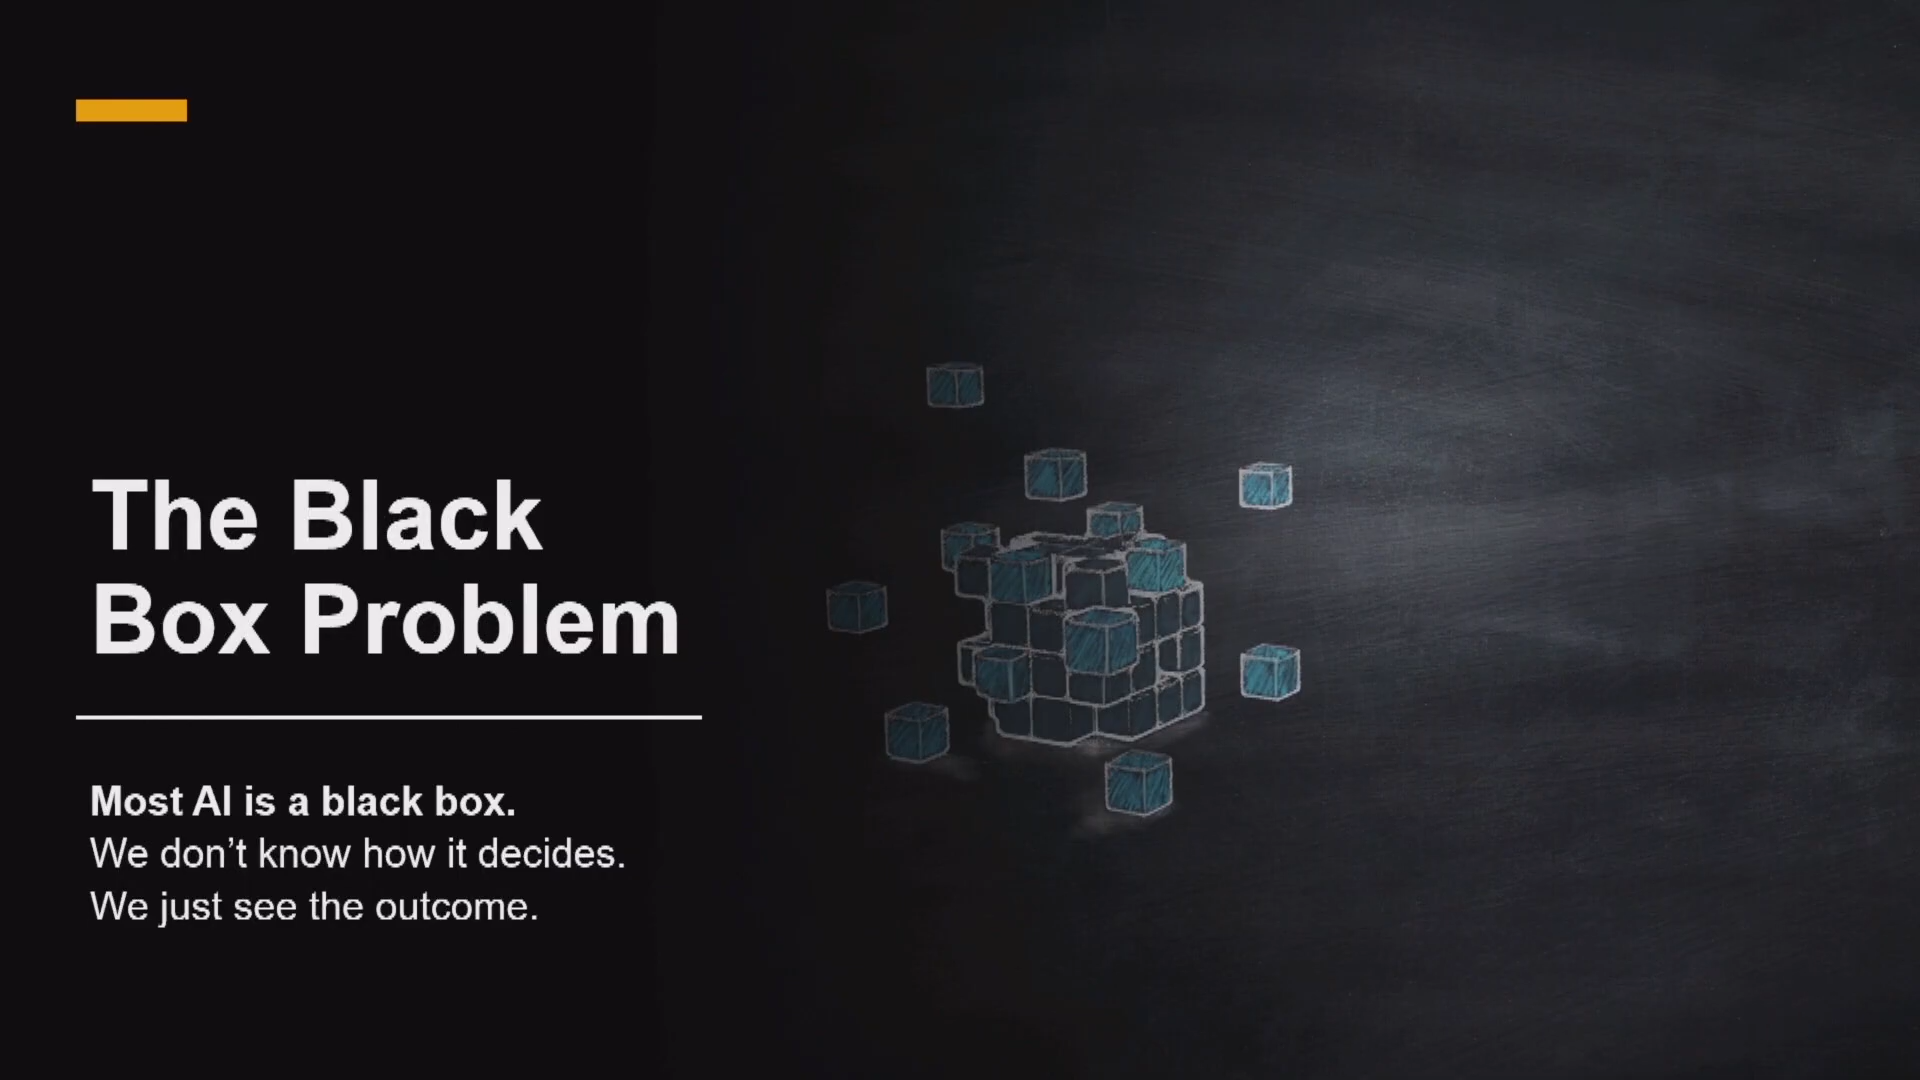 The Black
Box Problem
Most AI is a black box.
We don’t know how it decides.
We just see the outcome.